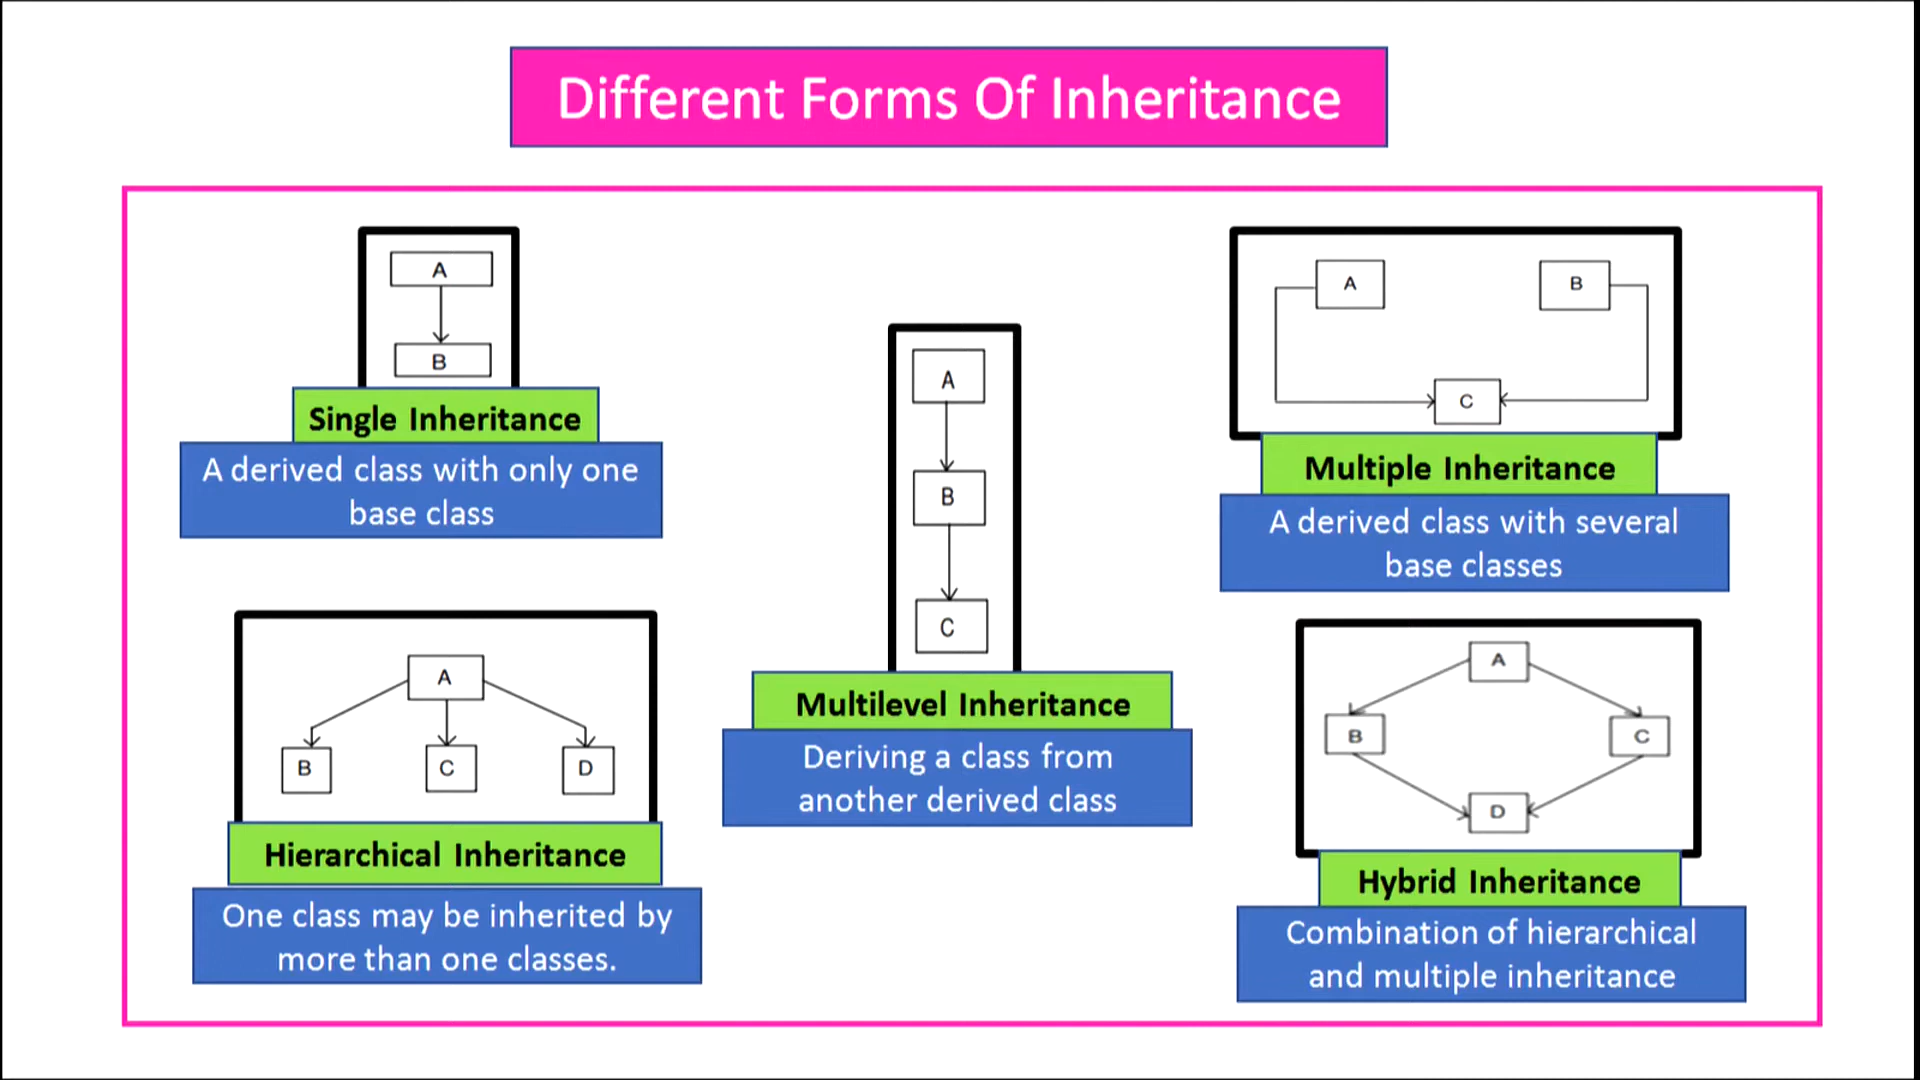 Different Forms Of Inheritance
A
B
Single Inheritance
A derived class with only one
base class
A
B
C
D
Hierarchical Inheritance
One class may be inherited by
more than one classes.
A
B
C
Multilevel Inheritance
Deriving a class from
another derived class
A
B
C
Multiple Inheritance
A derived class with several
base classes
A
B
C
D
Hybrid Inheritance
Combination of hierarchical
and multiple inheritance